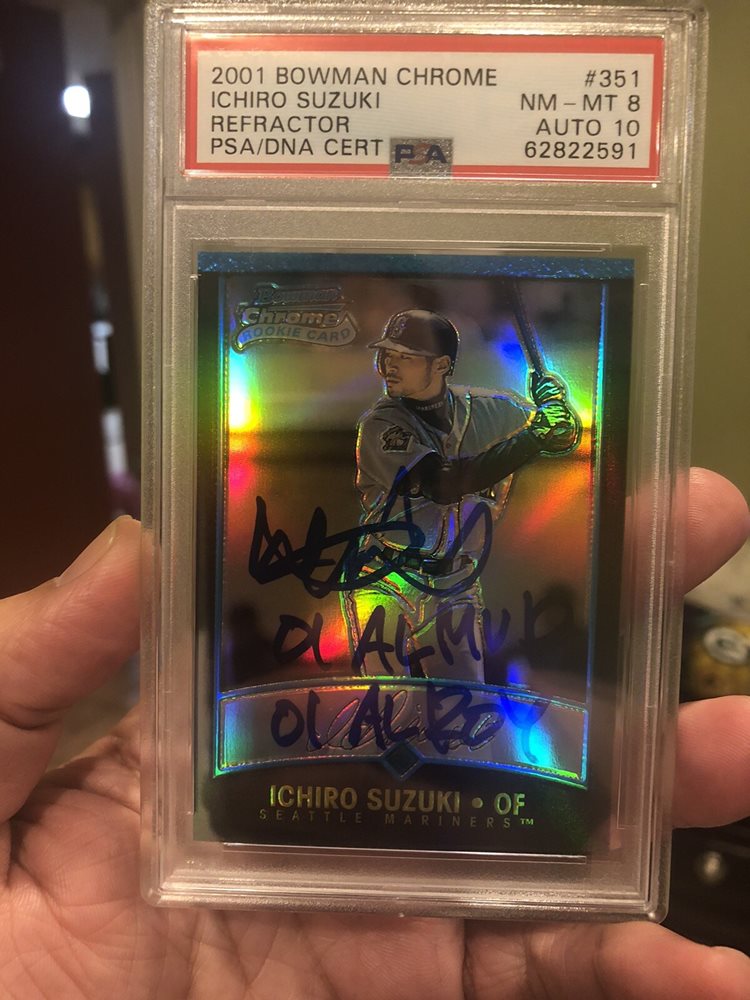 2001 BOWMAN CHROME #351
ICHIRO SUZUKI NM - MT 8
REFRACTOR AUTO 10
PSA/DNA CERT PSA 62822591
Bowman
Chrome
ROOKIE CARD
01 AL MVP
01 AL ROY
ICHIRO SUZUKI • OF
SEATTLE MARINERS™